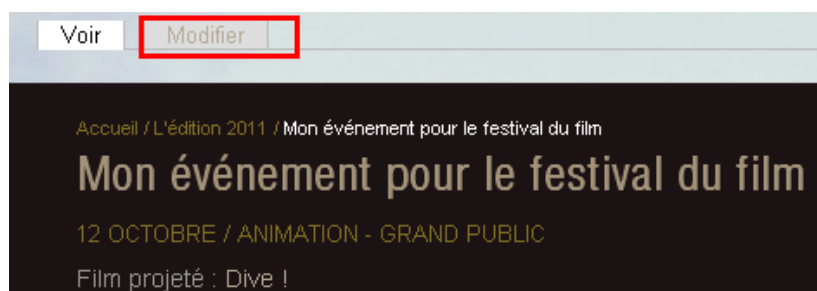 Voir Modifier
Accueil / L'édition 2011 / Mon événement pour le festival du film
Mon événement pour le festival du film
12 OCTOBRE / ANIMATION - GRAND PUBLIC
Film projeté : Dive !